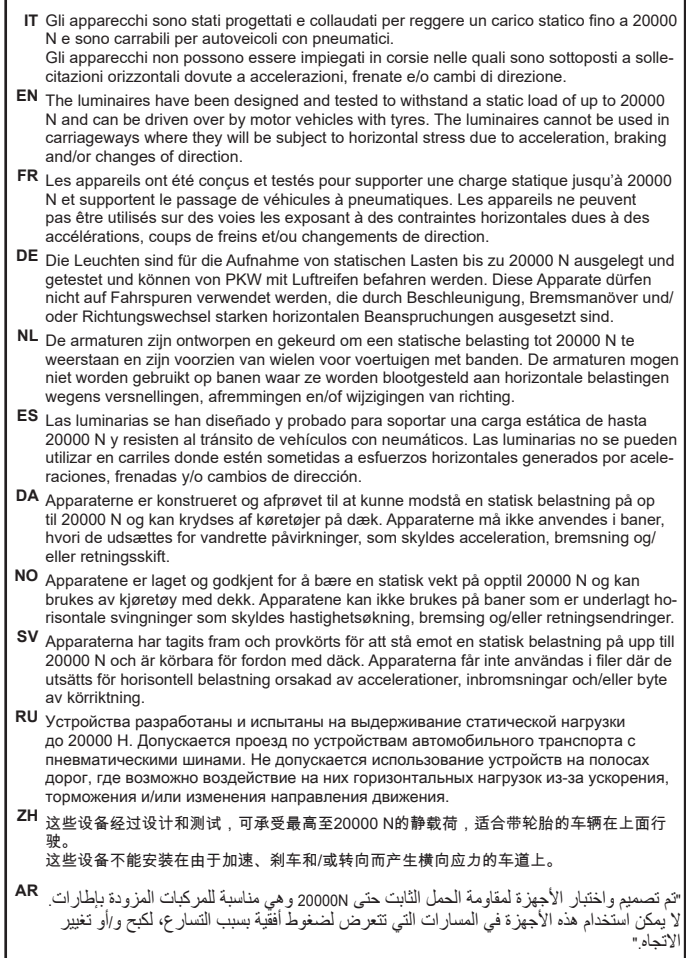 IT Gli apparecchi sono stati progettati e collaudati per reggere un carico statico fino a 20000
N e sono carrabili per autoveicoli con pneumatici.
Gli apparecchi non possono essere impiegati in corsie nelle quali sono sottoposti a solle-
citazioni orizzontali dovute a accelerazioni, frenate e/o cambi di direzione.
EN The luminaires have been designed and tested to withstand a static load of up to 20000
N and can be driven over by motor vehicles with tyres. The luminaires cannot be used in
carriageways where they will be subject to horizontal stress due to acceleration, braking
and/or changes of direction.
FR Les appareils ont été conçus et testés pour supporter une charge statique jusqu'à 20000
N et supportent le passage de véhicules à pneumatiques. Les appareils ne peuvent
pas être utilisés sur des voies les exposant à des contraintes horizontales dues à des
accélérations, coups de freins et/ou changements de direction.
DE Die Leuchten sind für die Aufnahme von statischen Lasten bis zu 20000 N ausgelegt und
getestet und können von PKW mit Luftreifen befahren werden. Diese Apparate dürfen
nicht auf Fahrspuren verwendet werden, die durch Beschleunigung, Bremsmanöver und/
oder Richtungswechsel starken horizontalen Beanspruchungen ausgesetzt sind.
NL De armaturen zijn ontworpen en gekeurd om een statische belasting tot 20000 N te
weerstaan en zijn voorzien van wielen voor voertuigen met banden. De armaturen mogen
niet worden gebruikt op banen waar ze worden blootgesteld aan horizontale belastingen
wegens versnellingen, afremmingen en/of wijzigingen van richting.
ES Las luminarias se han diseñado y probado para soportar una carga estática de hasta
20000 N y resisten al tránsito de vehículos con neumáticos. Las luminarias no se pueden
utilizar en carriles donde estén sometidas a esfuerzos horizontales generados por acele-
raciones, frenadas y/o cambios de dirección.
DA Apparaterne er konstrueret og afprøvet til at kunne modstå en statisk belastning på op
til 20000 N og kan krydses af køretøjer på dæk. Apparaterne må ikke anvendes i baner,
hvori de udsættes for vandrette påvirkninger, som skyldes acceleration, bremsning og/
eller retningsskift.
NO Apparatene er laget og godkjent for å bære en statisk vekt på opptil 20000 N og kan
brukes av kjøretøy med dekk. Apparatene kan ikke brukes på baner som er underlagt ho-
risontale svingninger som skyldes hastighetsøkning, bremsing og/eller retningsendringer.
SV Apparaterna har tagits fram och provkörts för att stå emot en statisk belastning på upp till
20000 N och är körbara för fordon med däck. Apparaterna får inte användas i filer där de
utsätts för horisontell belastning orsakad av accelerationer, inbromsningar och/eller byte
av körriktning.
RU Устройства разработаны и испытаны на выдерживание статической нагрузки
до 20000 Н. Допускается проезд по устройствам автомобильного транспорта с
пневматическими шинами. Не допускается использование устройств на полосах
дорог, где возможно воздействие на них горизонтальных нагрузок из-за ускорения,
торможения и/или изменения направления движения.
ZH 这些设备经过设计和测试，可承受最高至20000 N的静载荷，适合带轮胎的车辆在上面行
驶。
这些设备不能安装在由于加速、刹车和/或转向而产生横向应力的车道上。
AR "تم تصميم واختبار الأجهزة لمقاومة الحمل الثابت حتى 20000N وهي مناسبة للمركبات المزودة بإطارات.
لا يمكن استخدام هذه الأجهزة في المسارات التي تتعرض لضغوط أفقية بسبب التسارع، لكبح و/أو تغيير
الاتجاه."